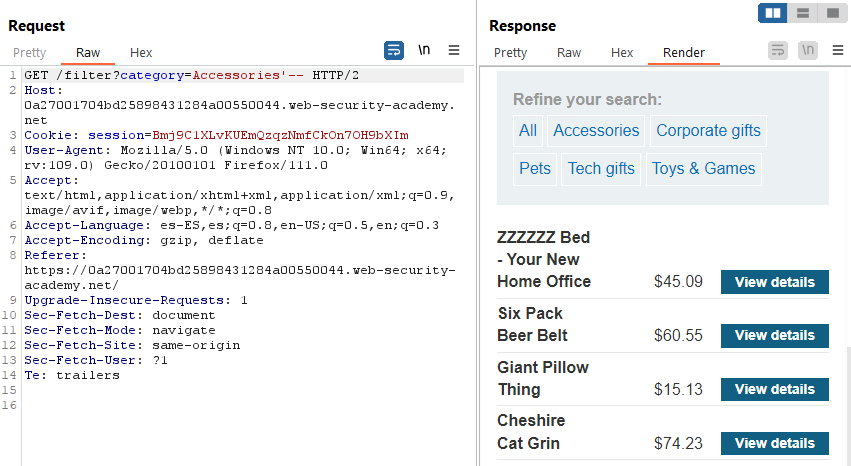 Request
Pretty Raw Hex
\n
1 GET /filter?category=Accessories'-- HTTP/2
2 Host:
0a27001704bd25898431284a00550044.web-security-academy.
net
3 Cookie: session=Bmj9C1XLvKUEmQzqzNmfCkOn7OH9bXIm
4 User-Agent: Mozilla/5.0 (Windows NT 10.0; Win64; x64;
rv:109.0) Gecko/20100101 Firefox/111.0
5 Accept:
text/html,application/xhtml+xml,application/xml;q=0.9,
image/avif,image/webp,*/*;q=0.8
6 Accept-Language: es-ES,es;q=0.8,en-US;q=0.5,en;q=0.3
7 Accept-Encoding: gzip, deflate
8 Referer:
https://0a27001704bd25898431284a00550044.web-security-
academy.net/
9 Upgrade-Insecure-Requests: 1
10 Sec-Fetch-Dest: document
11 Sec-Fetch-Mode: navigate
12 Sec-Fetch-Site: same-origin
13 Sec-Fetch-User: ?1
14 Te: trailers
15
16
Response
Pretty Raw Hex Render
\n
Refine your search:
All Accessories Corporate gifts
Pets Tech gifts Toys & Games
ZZZZZZ Bed
- Your New
Home Office $45.09 View details
Six Pack
Beer Belt $60.55 View details
Giant Pillow
Thing $15.13 View details
Cheshire
Cat Grin $74.23 View details